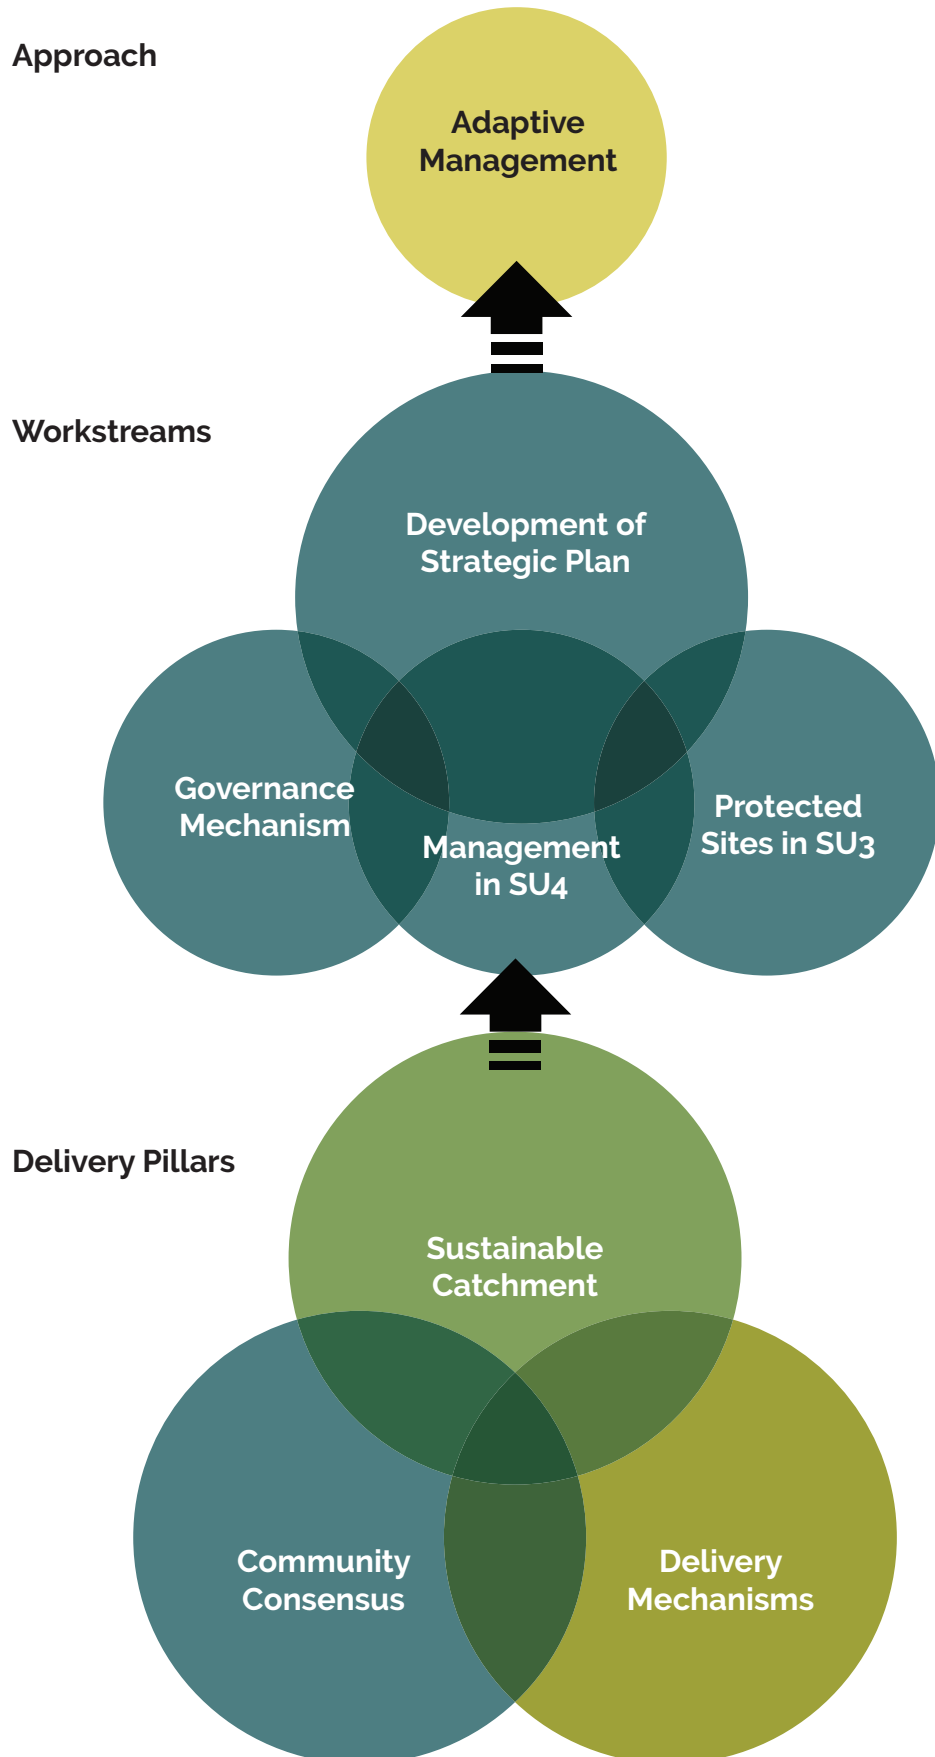 Approach
Adaptive
Management
Workstreams
Development of
Strategic Plan
Governance
Mechanism
Management
in SU4
Protected
Sites in SU3
Delivery Pillars
Sustainable
Catchment
Community
Consensus
Delivery
Mechanisms